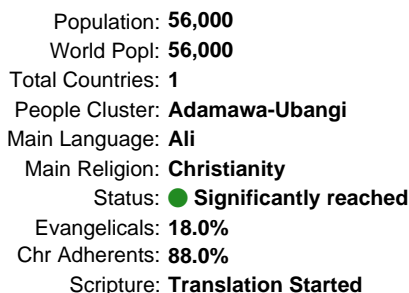 Population: 56,000
World Popl: 56,000
Total Countries: 1
People Cluster: Adamawa-Ubangi
Main Language: Ali
Main Religion: Christianity
Status: Significantly reached
Evangelicals: 18.0%
Chr Adherents: 88.0%
Scripture: Translation Started